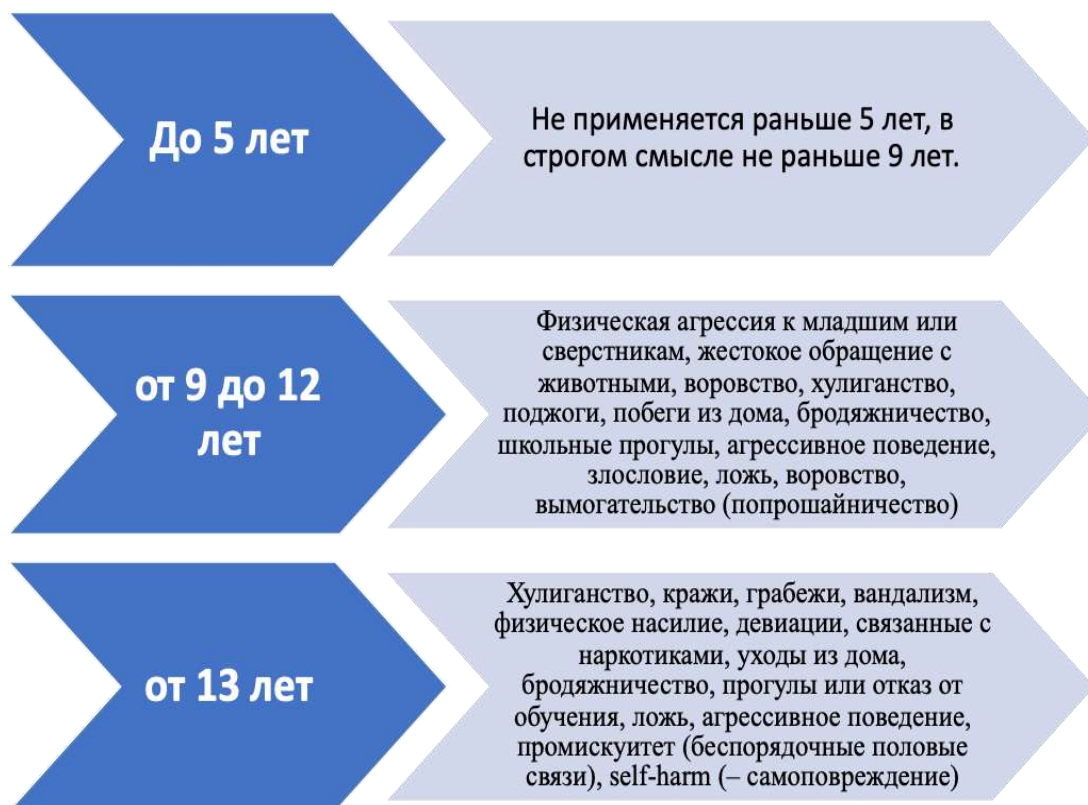 До 5 лет
Не применяется раньше 5 лет, в
строгом смысле не раньше 9 лет.
от 9 до 12
лет
Физическая агрессия к младшим или
сверстникам, жестокое обращение с
животными, воровство, хулиганство,
поджоги, побеги из дома, бродяжничество,
школьные прогулы, агрессивное поведение,
злословие, ложь, воровство,
вымогательство (попрошайничество)
от 13 лет
Хулиганство, кражи, грабежи, вандализм,
физическое насилие, девиации, связанные с
наркотиками, уходы из дома,
бродяжничество, прогулы или отказ от
обучения, ложь, агрессивное поведение,
промискуитет (беспорядочные половые
связи), self-harm (– самоповреждение)